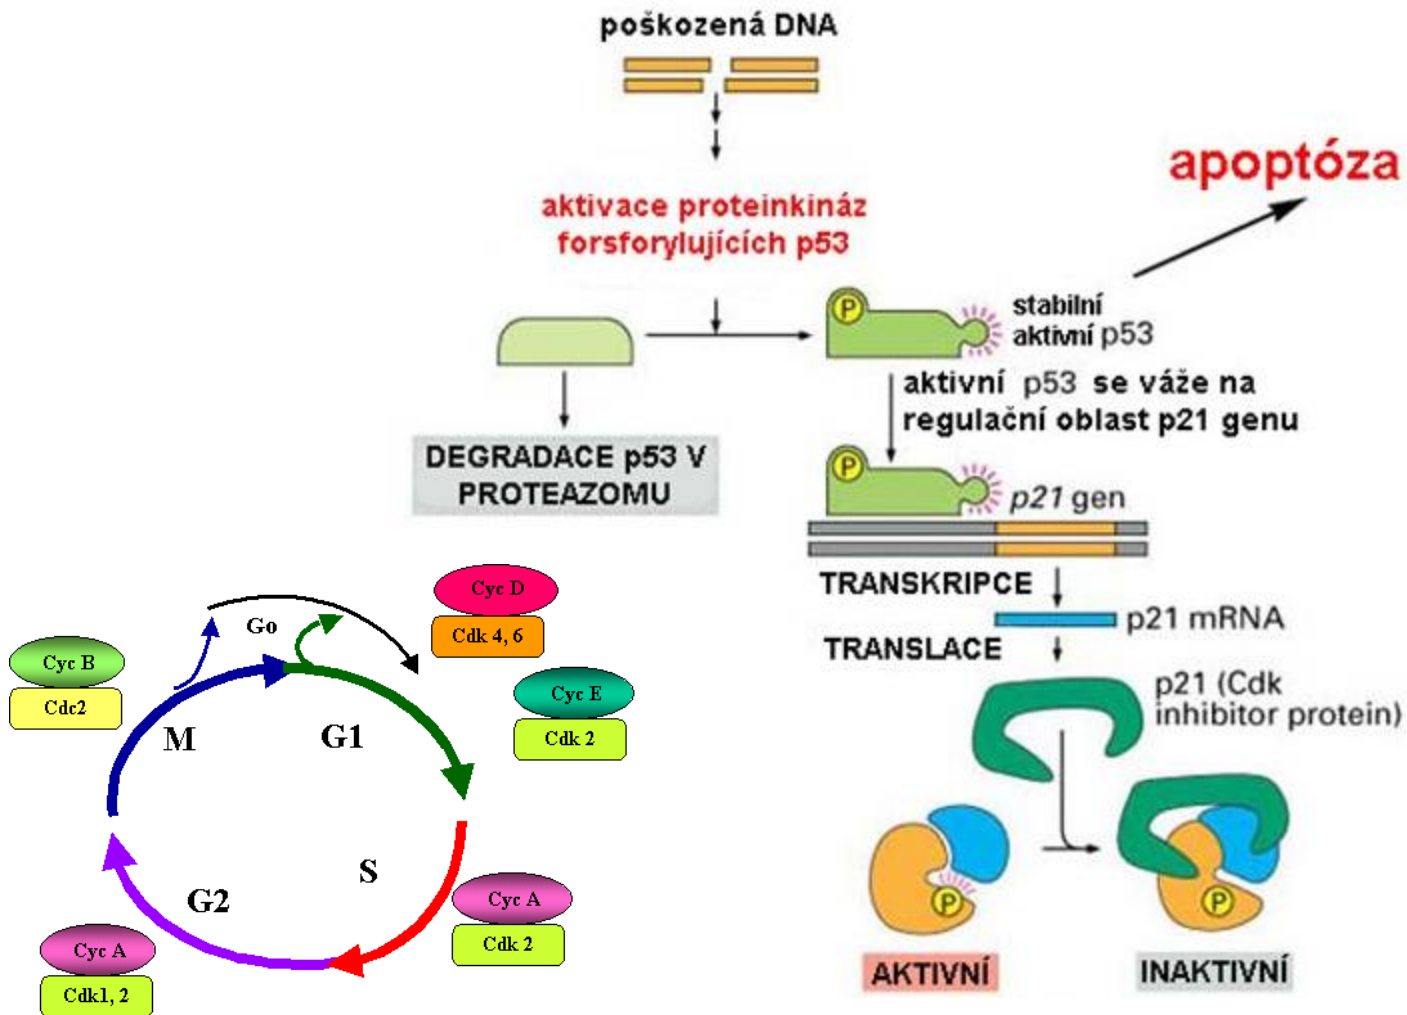 poškozená DNA
apoptóza
aktivace proteinkináz
forsforylujících p53
P
stabilní
aktivní p53
aktivní p53 se váže na
regulační oblast p21 genu
DEGRADACE p53 V
PROTEAZOMU
P
p21 gen
TRANSKRIPCE
p21 mRNA
TRANSLACE
p21 (Cdk
inhibitor protein)
P
P
AKTIVNÍ
INAKTIVNÍ
Cyc D
Cdk 4, 6
Go
Cyc B
Cdc2
Cyc E
Cdk 2
M
G1
S
G2
Cyc A
Cdk 2
Cyc A
Cdk1, 2